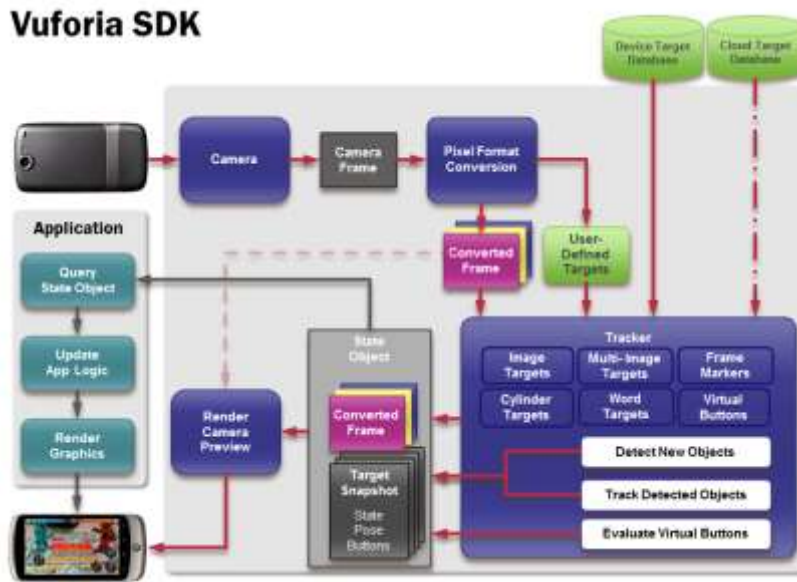 Vuforia SDK
Device Target
Database
Cloud Target
Database
Camera
Camera
Frame
Pixel Format
Conversion
Application
Query
State Object
Update
App Logic
Render
Graphics
Converted
Frame
User-
Defined
Targets
State
Object
Converted
Frame
Target
Snapshot
State
Pose
Buttons
Render
Camera
Preview
Tracker
Image
Targets
Multi-Image
Targets
Frame
Markers
Cylinder
Targets
Word
Targets
Virtual
Buttons
Detect New Objects
Track Detected Objects
Evaluate Virtual Buttons